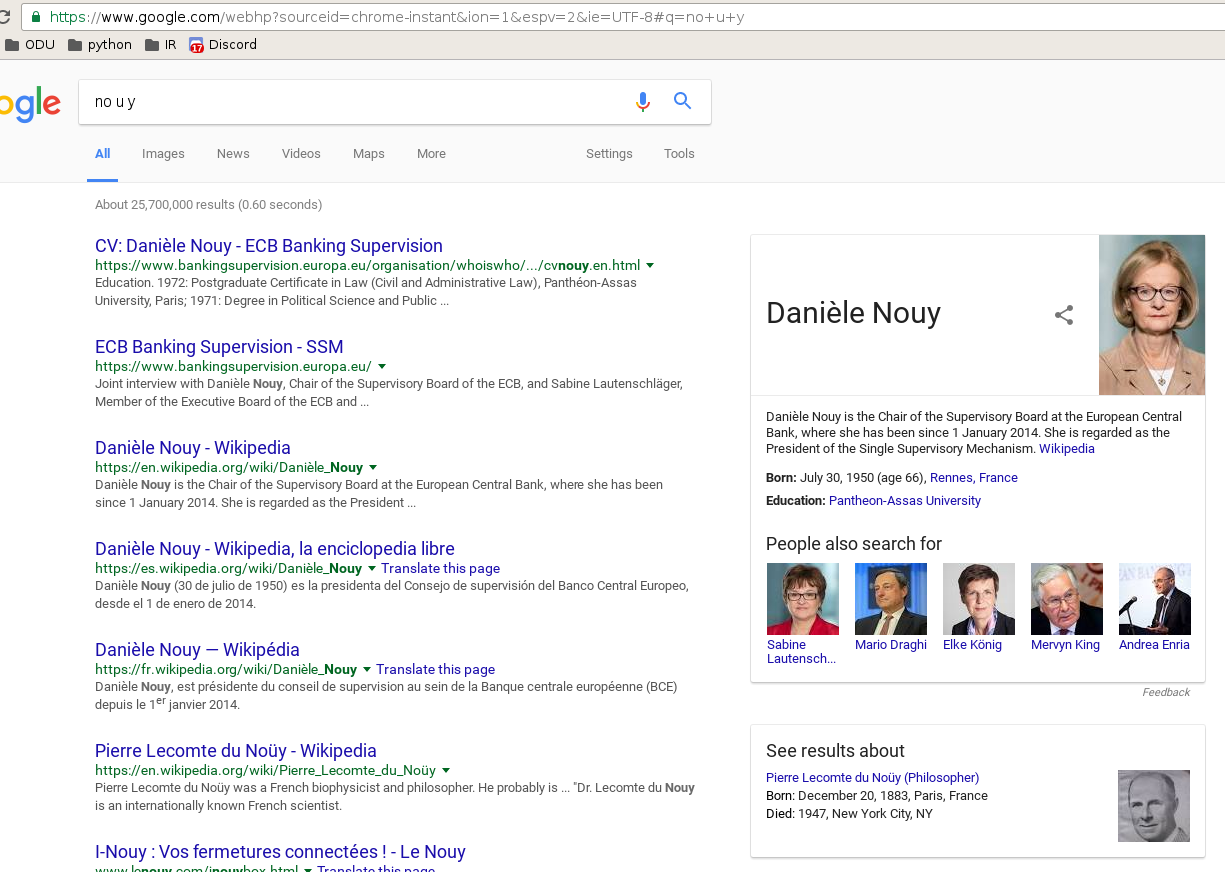 https://www.google.com/webhp?sourceid=chrome-instant&ion=1&espv=2&ie=UTF-8#q=no+u+y
ODU python IR 17 Discord
ogle
no u y
All Images News Videos Maps More Settings Tools
About 25,700,000 results (0.60 seconds)
CV: Danièle Nouy - ECB Banking Supervision
https://www.bankingsupervision.europa.eu/organisation/whoiswho/.../cvnouy.en.html
Education. 1972: Postgraduate Certificate in Law (Civil and Administrative Law), Panthéon-Assas
University, Paris; 1971: Degree in Political Science and Public ...
ECB Banking Supervision - SSM
https://www.bankingsupervision.europa.eu/
Joint interview with Danièle Nouy, Chair of the Supervisory Board of the ECB, and Sabine Lautenschläger,
Member of the Executive Board of the ECB and ...
Danièle Nouy - Wikipedia
https://en.wikipedia.org/wiki/Danièle_Nouy
Danièle Nouy is the Chair of the Supervisory Board at the European Central Bank, where she has been
since 1 January 2014. She is regarded as the President ...
Danièle Nouy - Wikipedia, la enciclopedia libre
https://es.wikipedia.org/wiki/Danièle_Nouy Translate this page
Danièle Nouy (30 de julio de 1950) es la presidenta del Consejo de supervisión del Banco Central Europeo,
desde el 1 de enero de 2014.
Danièle Nouy — Wikipédia
https://fr.wikipedia.org/wiki/Danièle_Nouy Translate this page
Danièle Nouy, est présidente du conseil de supervision au sein de la Banque centrale européenne (BCE)
depuis le 1er janvier 2014.
Pierre Lecomte du Noüy - Wikipedia
https://en.wikipedia.org/wiki/Pierre_Lecomte_du_Noüy
Pierre Lecomte du Noüy was a French biophysicist and philosopher. He probably is ... "Dr. Lecomte du Nouy
is an internationally known French scientist.
I-Nouy : Vos fermetures connectées ! - Le Nouy
www.lenouy.com/inouybox.html Translate this page
Danièle Nouy
Danièle Nouy is the Chair of the Supervisory Board at the European Central
Bank, where she has been since 1 January 2014. She is regarded as the
President of the Single Supervisory Mechanism. Wikipedia
Born: July 30, 1950 (age 66), Rennes, France
Education: Pantheon-Assas University
People also search for
Sabine Lautensch...
Mario Draghi
Elke König
Mervyn King
Andrea Enria
Feedback
See results about
Pierre Lecomte du Noüy (Philosopher)
Born: December 20, 1883, Paris, France
Died: 1947, New York City, NY